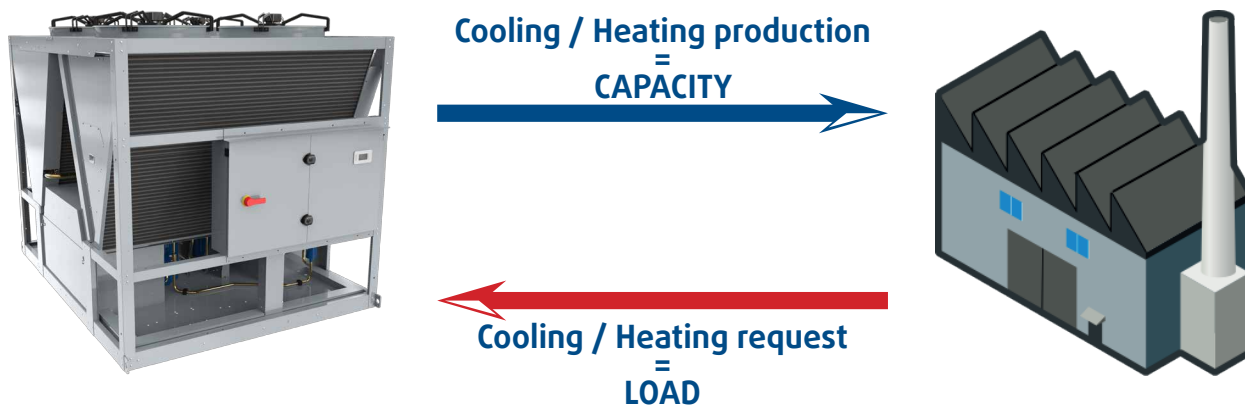 Cooling / Heating production
=
CAPACITY
Cooling / Heating request
=
LOAD